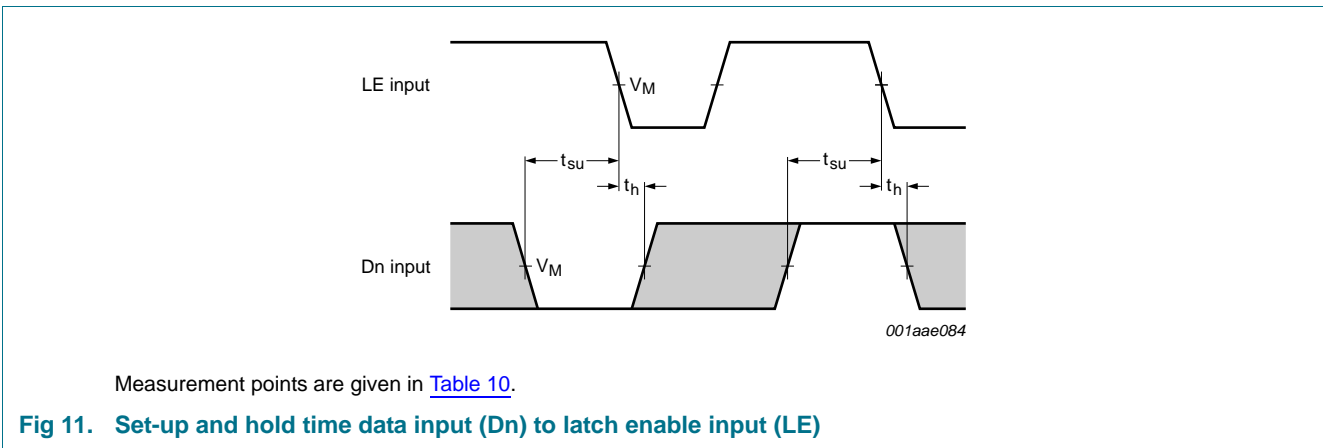 LE input
VM
tsu
tsu
th
th
Dn input
VM
001aae084
Measurement points are given in Table 10.
Fig 11. Set-up and hold time data input (Dn) to latch enable input (LE)